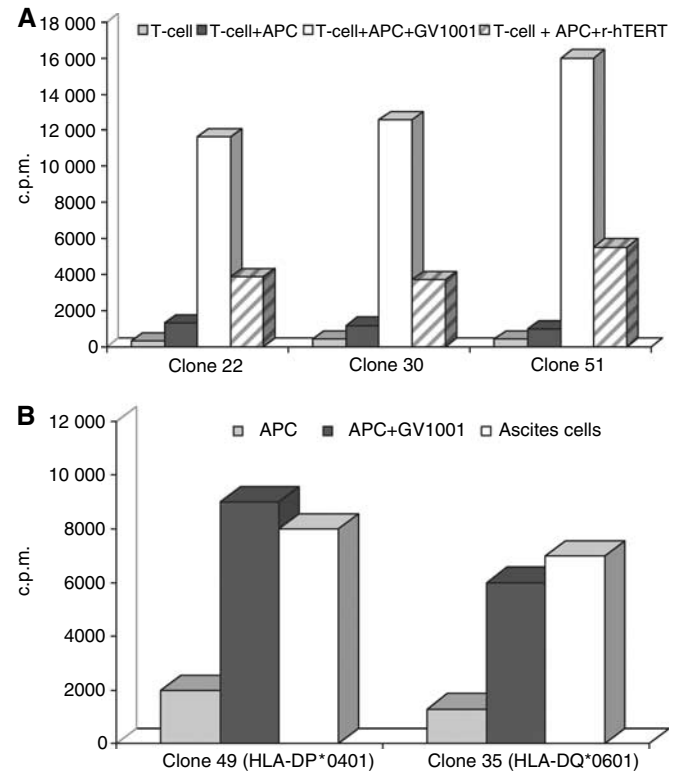 A
18 000
16 000
14 000
12 000
10 000
8000
6000
4000
2000
0
c.p.m.
T-cell T-cell+APC T-cell+APC+GV1001 T-cell + APC+r-hTERT
Clone 22 Clone 30 Clone 51
B
12 000
10 000
8000
6000
4000
2000
0
c.p.m.
APC APC+GV1001 Ascites cells
Clone 49 (HLA-DP*0401) Clone 35 (HLA-DQ*0601)